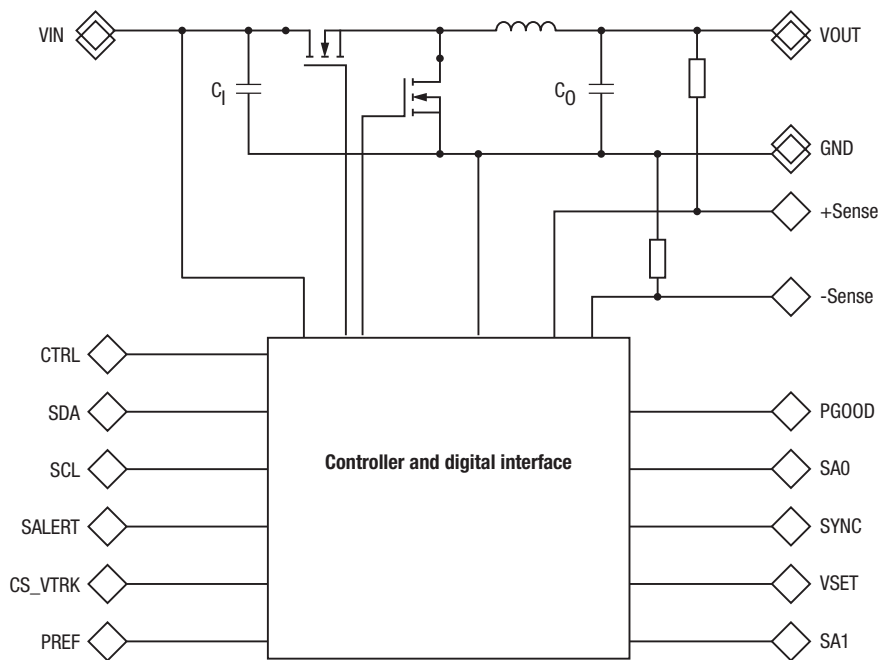 VIN
VOUT
C_I
C_O
GND
+Sense
-Sense
CTRL
SDA
PGOOD
Controller and digital interface
SCL
SA0
SALERT
SYNC
CS_VTRK
VSET
PREF
SA1